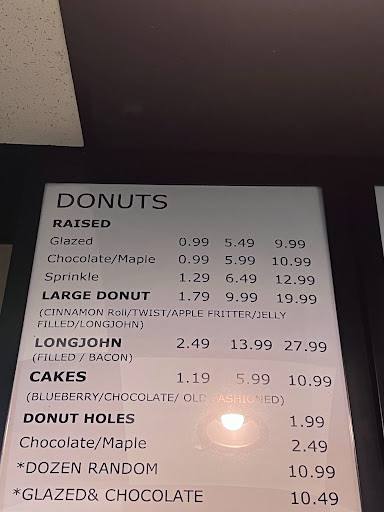 DONUTS
RAISED
Glazed 0.99 5.49 9.99
Chocolate/Maple 0.99 5.99 10.99
Sprinkle 1.29 6.49 12.99
LARGE DONUT 1.79 9.99 19.99
(CINNAMON Roll/TWIST/APPLE FRITTER/JELLY
FILLED/LONGJOHN)
LONGJOHN 2.49 13.99 27.99
(FILLED / BACON)
CAKES 1.19 5.99 10.99
(BLUEBERRY/CHOCOLATE/ OLD FASHIONED)
DONUT HOLES 1.99
Chocolate/Maple 2.49
*DOZEN RANDOM 10.99
*GLAZED& CHOCOLATE 10.49